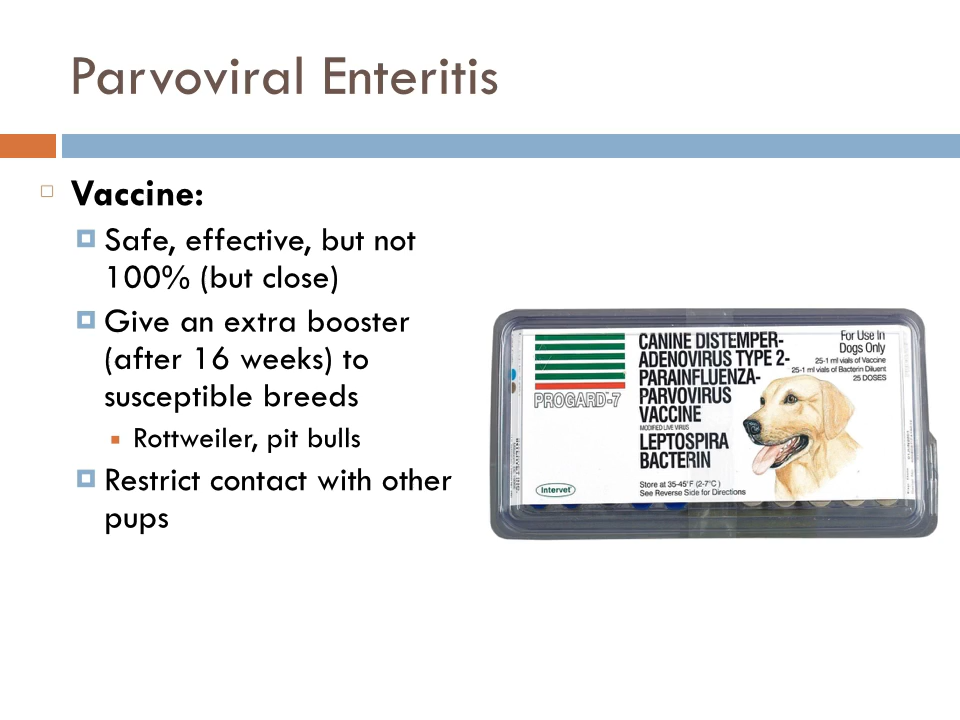 Parvoviral Enteritis
Vaccine:
Safe, effective, but not
100% (but close)
Give an extra booster
(after 16 weeks) to
susceptible breeds
Rottweiler, pit bulls
Restrict contact with other
pups
PROGARD-7
CANINE DISTEMPER-
ADENOVIRUS TYPE 2-
PARAINFLUENZA-
PARVOVIRUS
VACCINE
MODIFIED LIVE VIRUS
LEPTOSPIRA
BACTERIN
Store at 35-45°F (2-7°C)
See Reverse Side for Directions
For Use In
Dogs Only
25-1 ml vials of Vaccine
25-1 ml vials of Bacterin Diluent
25 DOSES
Intervet